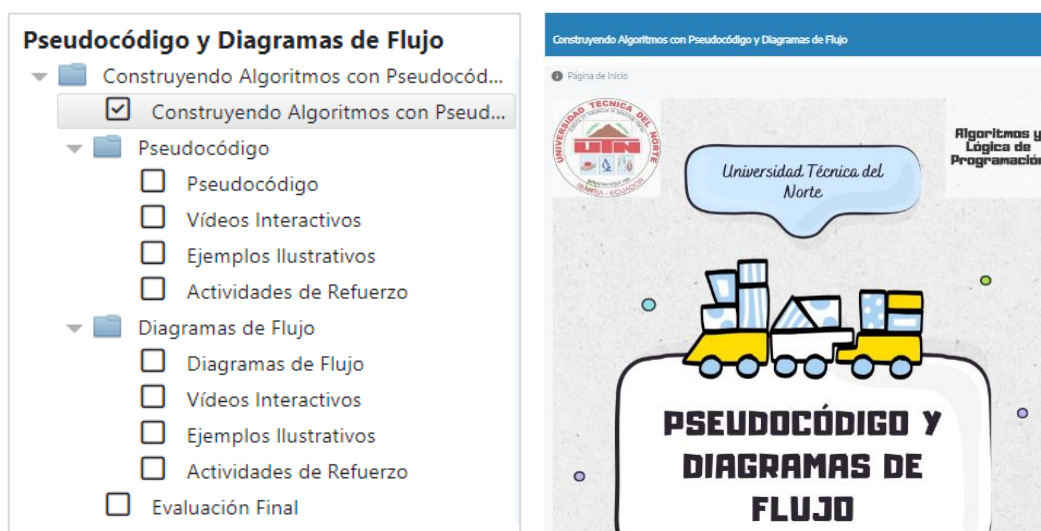 Pseudocódigo y Diagramas de Flujo
Construyendo Algoritmos con Pseudocód...
Construyendo Algoritmos con Pseud...
Pseudocódigo
Pseudocódigo
Vídeos Interactivos
Ejemplos Ilustrativos
Actividades de Refuerzo
Diagramas de Flujo
Diagramas de Flujo
Vídeos Interactivos
Ejemplos Ilustrativos
Actividades de Refuerzo
Evaluación Final
Construyendo Algoritmos con Pseudocódigo y Diagramas de Flujo
Página de Inicio
UNIVERSIDAD TECNICA DEL NORTE
UTN
IBARRA - ECUADOR
Algoritmos y
Lógica de
Programación
Universidad Técnica del
Norte
PSEUDOCÓDIGO Y
DIAGRAMAS DE
FLUJO